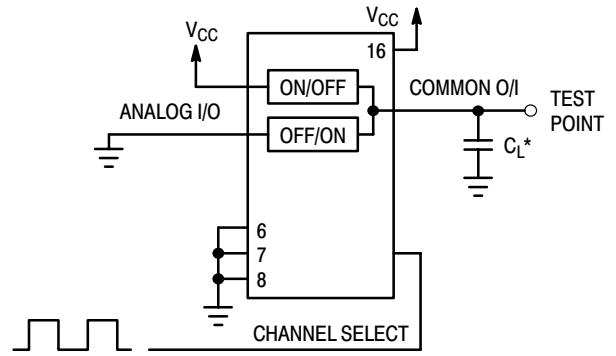 VCC
VCC
16
ON/OFF
COMMON O/I
TEST
POINT
ANALOG I/O
OFF/ON
CL*
6
7
8
CHANNEL SELECT